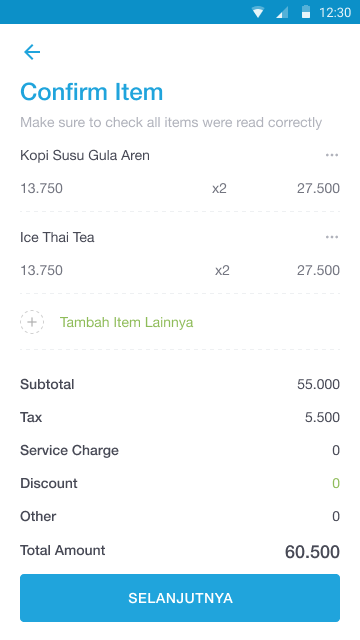 12:30
Confirm Item
Make sure to check all items were read correctly
Kopi Susu Gula Aren
13.750 x2 27.500
Ice Thai Tea
13.750 x2 27.500
Tambah Item Lainnya
Subtotal 55.000
Tax 5.500
Service Charge 0
Discount 0
Other 0
Total Amount 60.500
SELANJUTNYA